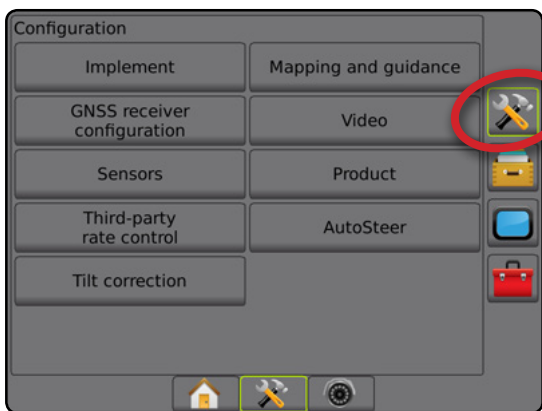 Configuration
Implement
Mapping and guidance
GNSS receiver
configuration
Video
Sensors
Product
Third-party
rate control
AutoSteer
Tilt correction